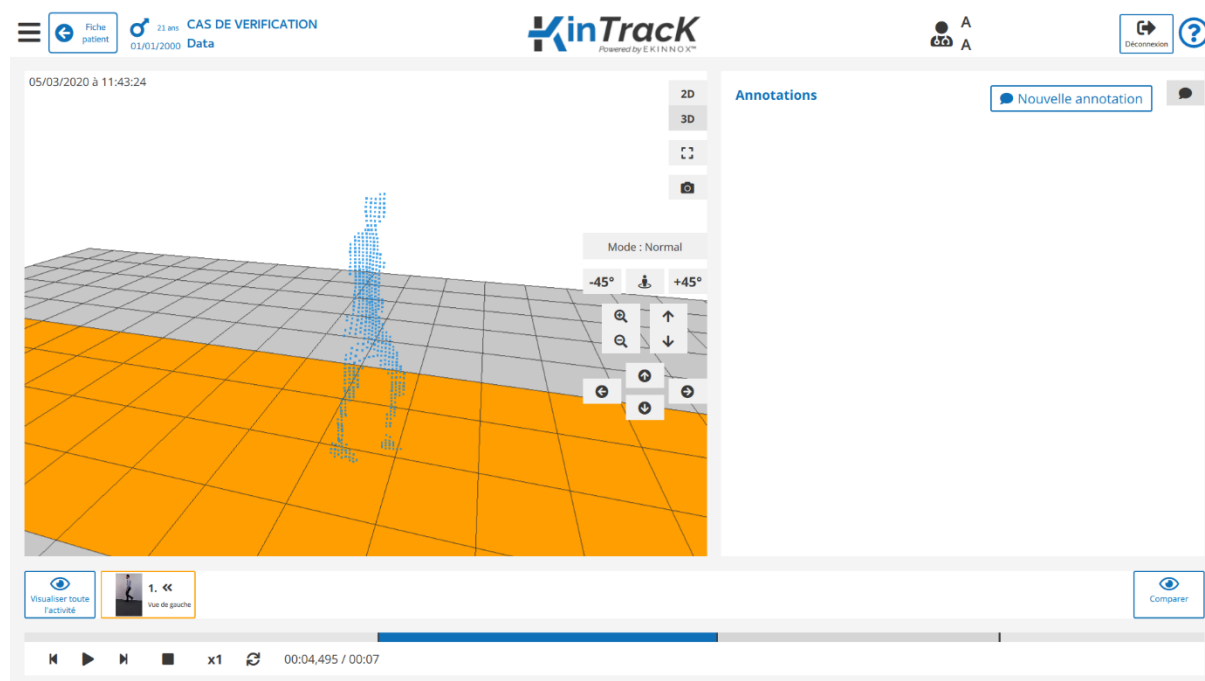 Fiche
patient
21 ans CAS DE VERIFICATION
01/01/2000 Data
KinTracK
Powered by EKINNOX™
A
A
Déconnexion
?
05/03/2020 à 11:43:24
2D
3D
Mode : Normal
-45° +45°
Annotations
Nouvelle annotation
Visualiser toute
l'activité
1.
Vue de gauche
Comparer
x1
00:04,495 / 00:07